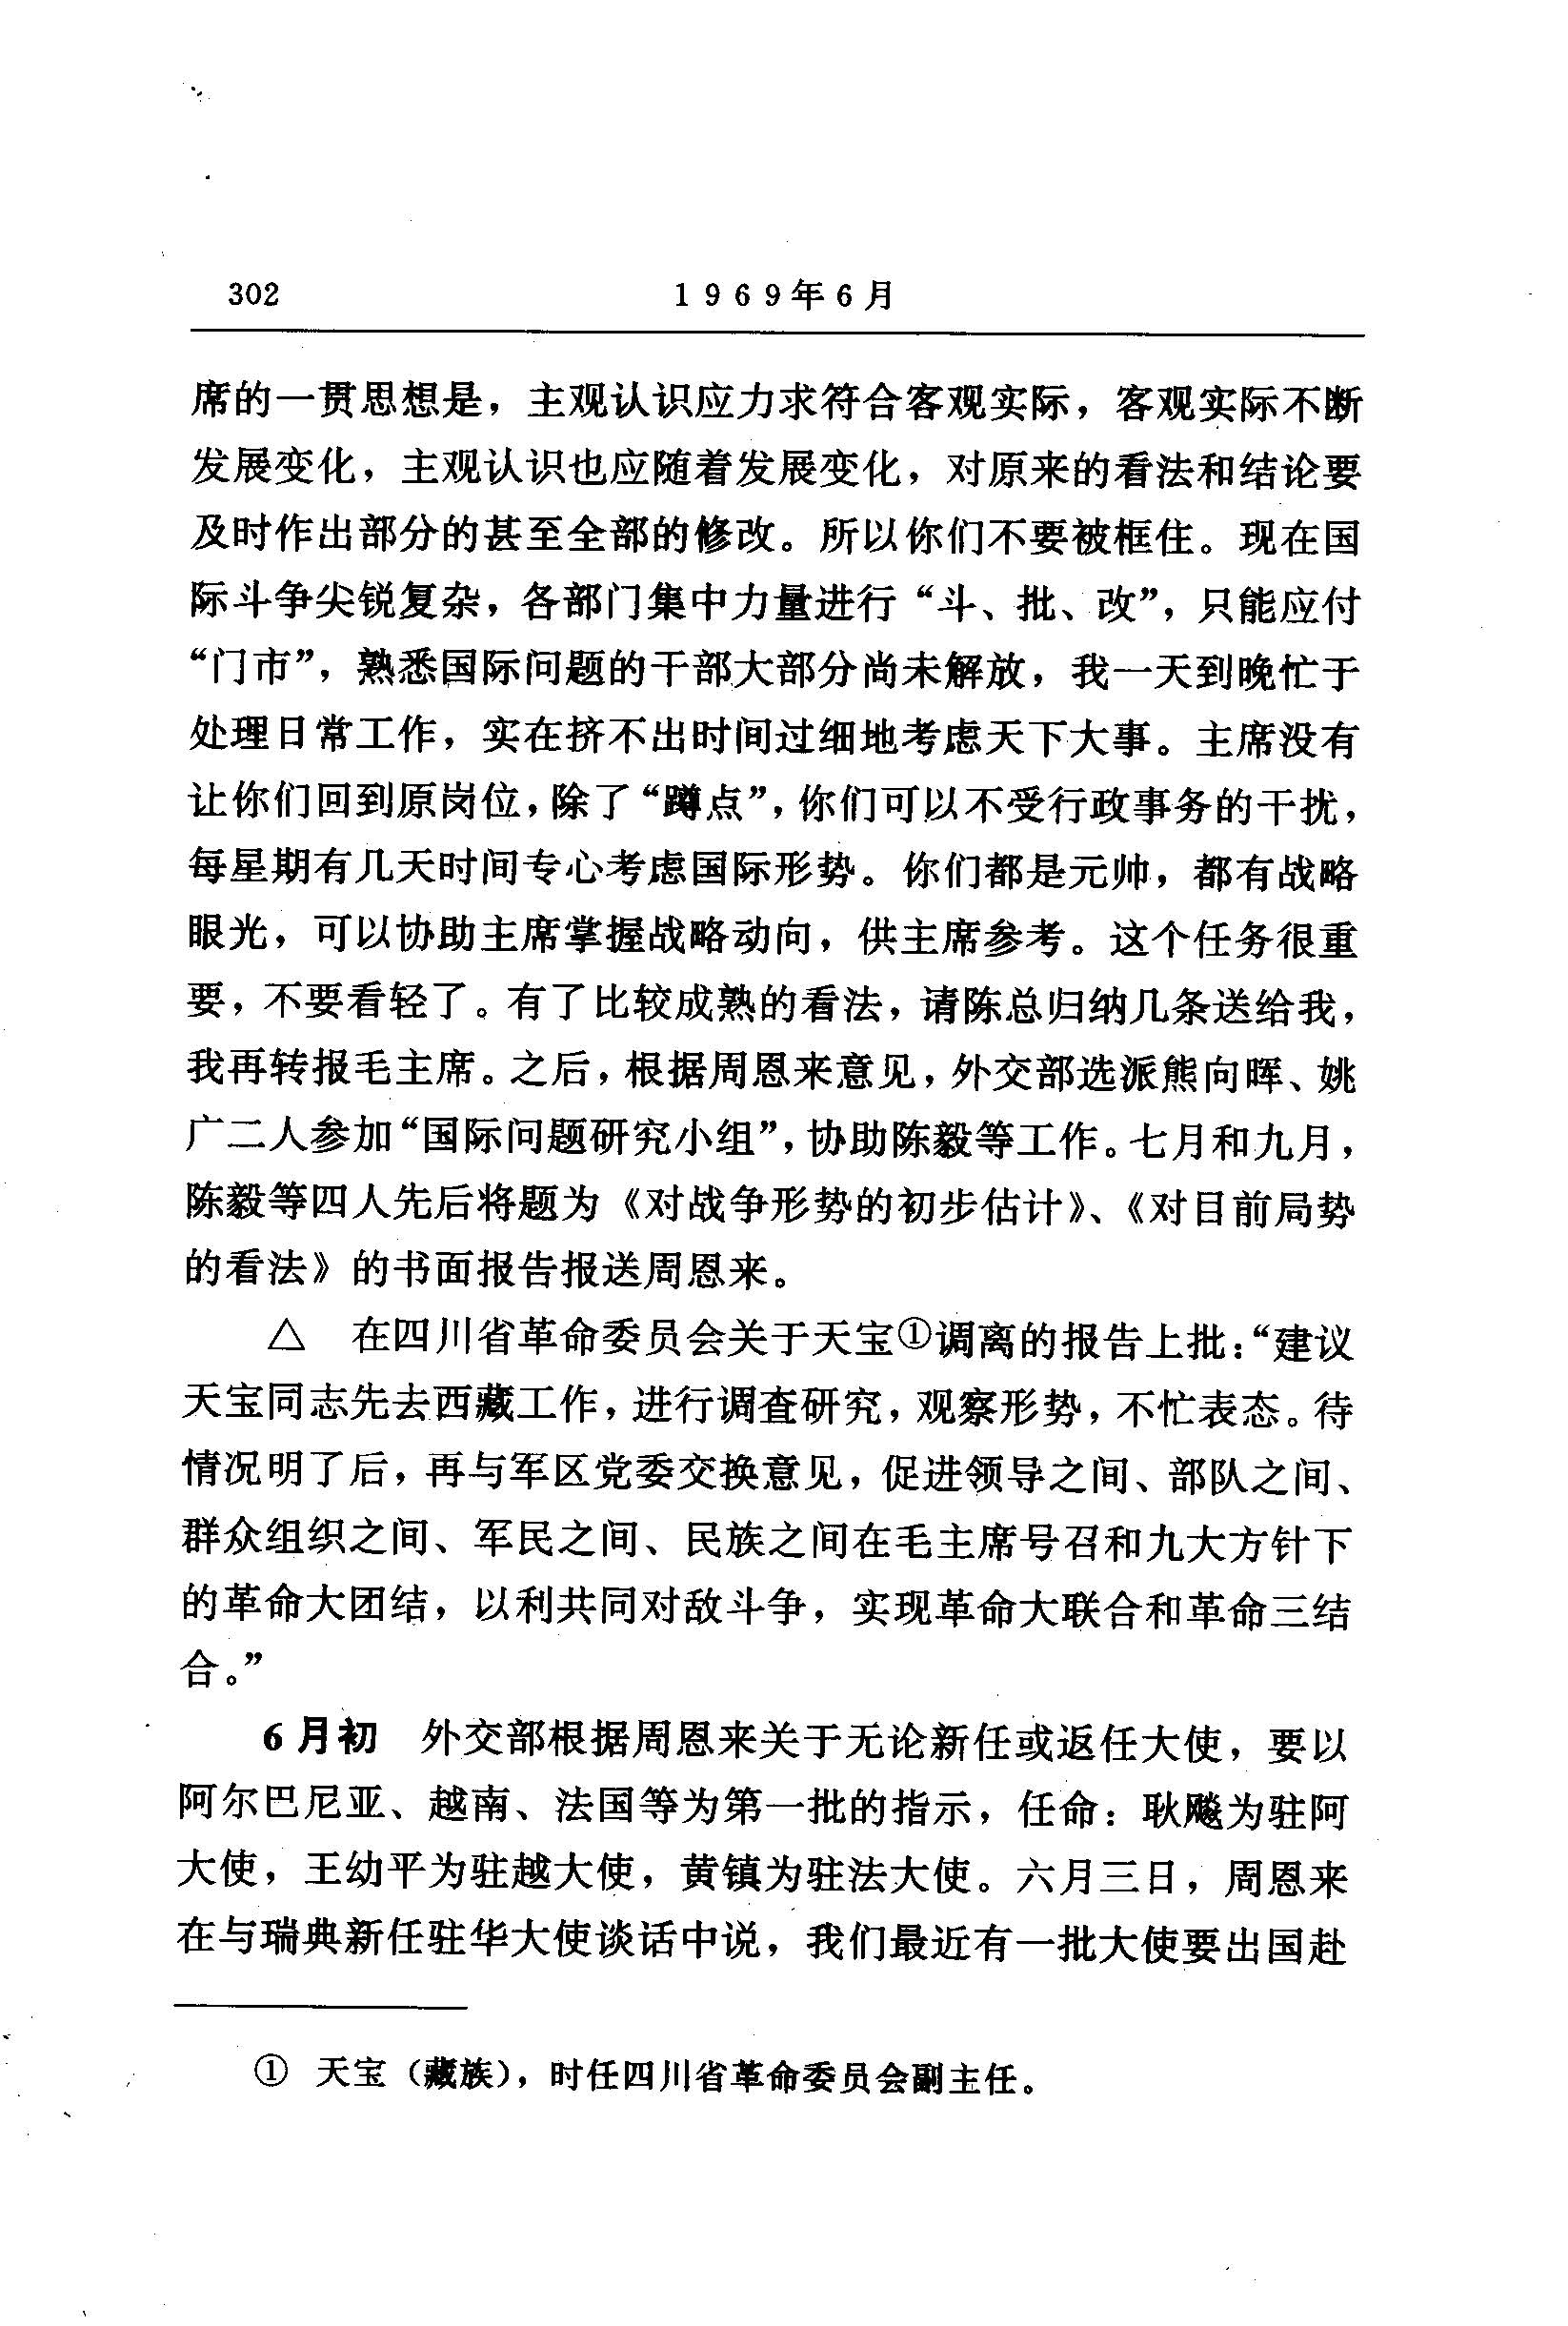 302
1969年6月
席的一贯思想是，主观认识应力求符合客观实际，客观实际不断
发展变化，主观认识也应随着发展变化，对原来的看法和结论要
及时作出部分的甚至全部的修改。所以你们不要被框住。现在国
际斗争尖锐复杂，各部门集中力量进行“斗、批、改”，只能应付
“门市”，熟悉国际问题的干部大部分尚未解放，我一天到晚忙于
处理日常工作，实在挤不出时间过细地考虑天下大事。主席没有
让你们回到原岗位，除了“蹲点”，你们可以不受行政事务的干扰，
每星期有几天时间专心考虑国际形势。你们都是元帅，都有战略
眼光，可以协助主席掌握战略动向，供主席参考。这个任务很重
要，不要看轻了。有了比较成熟的看法，请陈总归纳几条送给我，
我再转报毛主席。之后，根据周恩来意见，外交部选派熊向晖、姚
广二人参加“国际问题研究小组”，协助陈毅等工作。七月和九月，
陈毅等四人先后将题为《对战争形势的初步估计》、《对目前局势
的看法》的书面报告报送周恩来。
△　在四川省革命委员会关于天宝①调离的报告上批：“建议
天宝同志先去西藏工作，进行调查研究，观察形势，不忙表态。待
情况明了后，再与军区党委交换意见，促进领导之间、部队之间、
群众组织之间、军民之间、民族之间在毛主席号召和九大方针下
的革命大团结，以利共同对敌斗争，实现革命大联合和革命三结
合。”
6月初　外交部根据周恩来关于无论新任或返任大使，要以
阿尔巴尼亚、越南、法国等为第一批的指示，任命：耿飚为驻阿
大使，王幼平为驻越大使，黄镇为驻法大使。六月三日，周恩来
在与瑞典新任驻华大使谈话中说，我们最近有一批大使要出国赴
①　天宝（藏族），时任四川省革命委员会副主任。